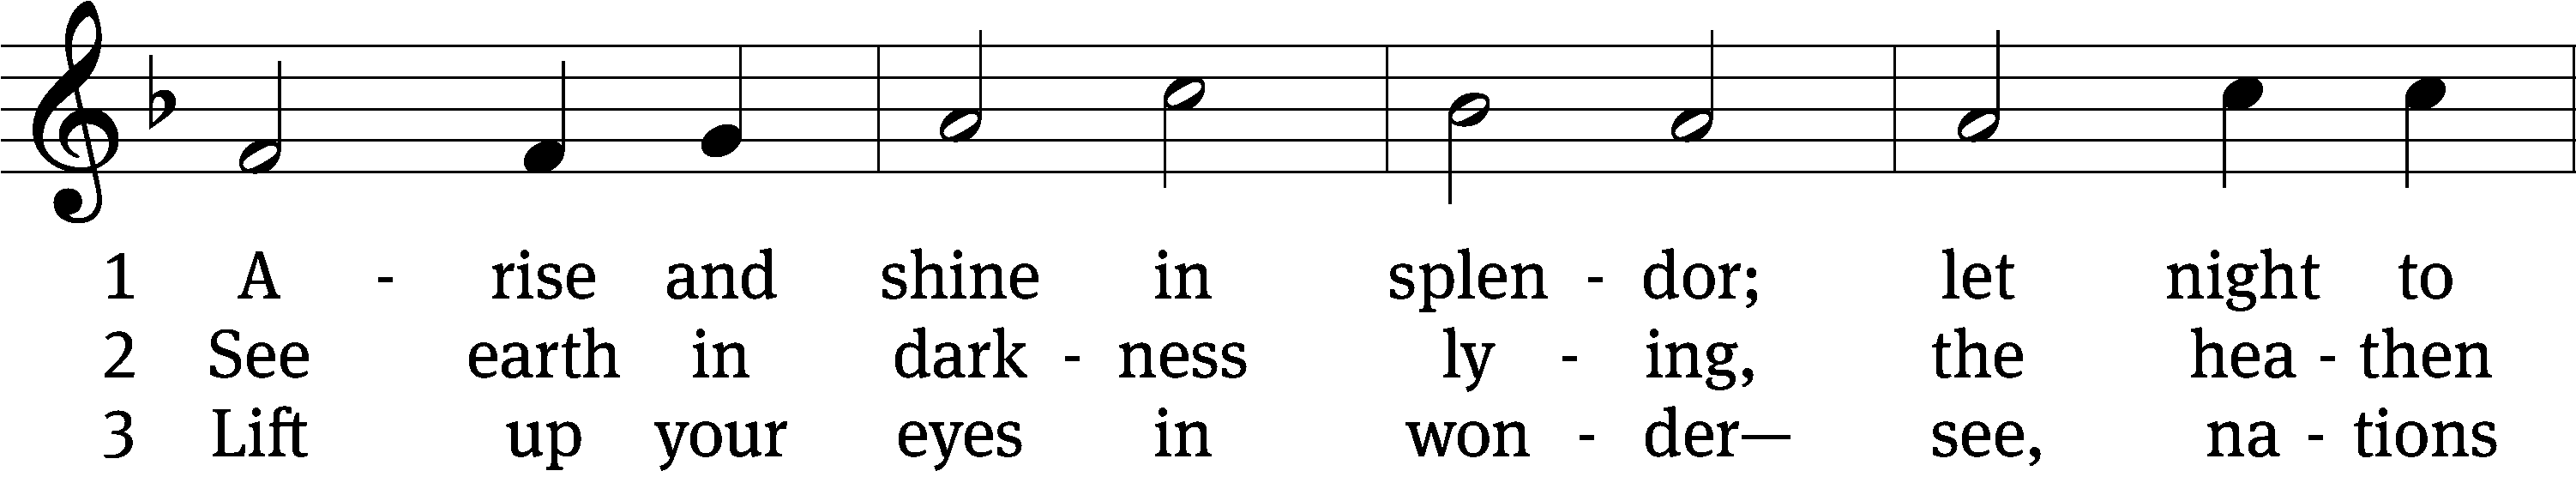 1 A - rise and shine in splen - dor; let night to
2 See earth in dark - ness ly - ing, the hea - then
3 Lift up your eyes in won - der— see, na - tions